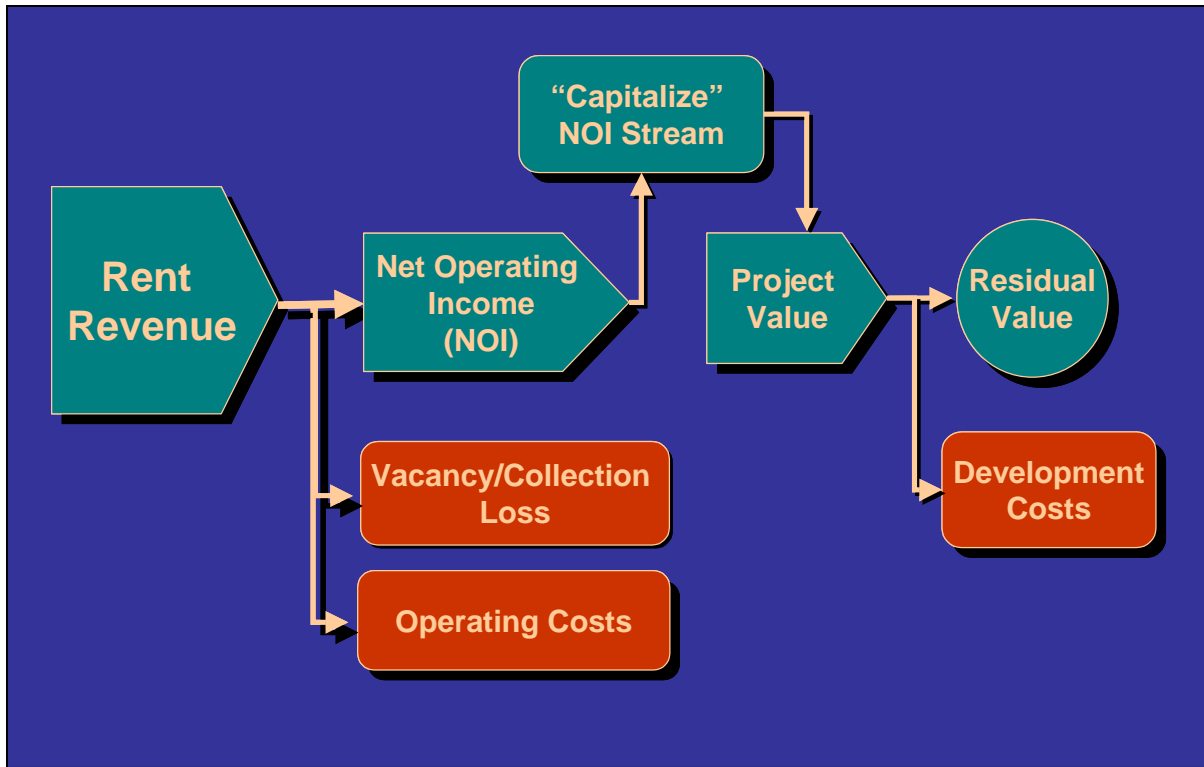 “Capitalize”
NOI Stream
Rent
Revenue
Net Operating
Income
(NOI)
Project
Value
Residual
Value
Vacancy/Collection
Loss
Development
Costs
Operating Costs